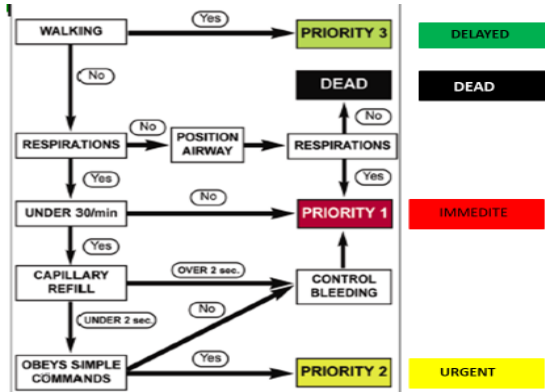 WALKING
Yes
PRIORITY 3
DELAYED
No
DEAD
DEAD
No
RESPIRATIONS
No
POSITION
AIRWAY
RESPIRATIONS
Yes
Yes
UNDER 30/min
No
PRIORITY 1
IMMEDITE
Yes
CAPILLARY
REFILL
OVER 2 sec.
CONTROL
BLEEDING
No
UNDER 2 sec.
OBEYS SIMPLE
COMMANDS
Yes
PRIORITY 2
URGENT